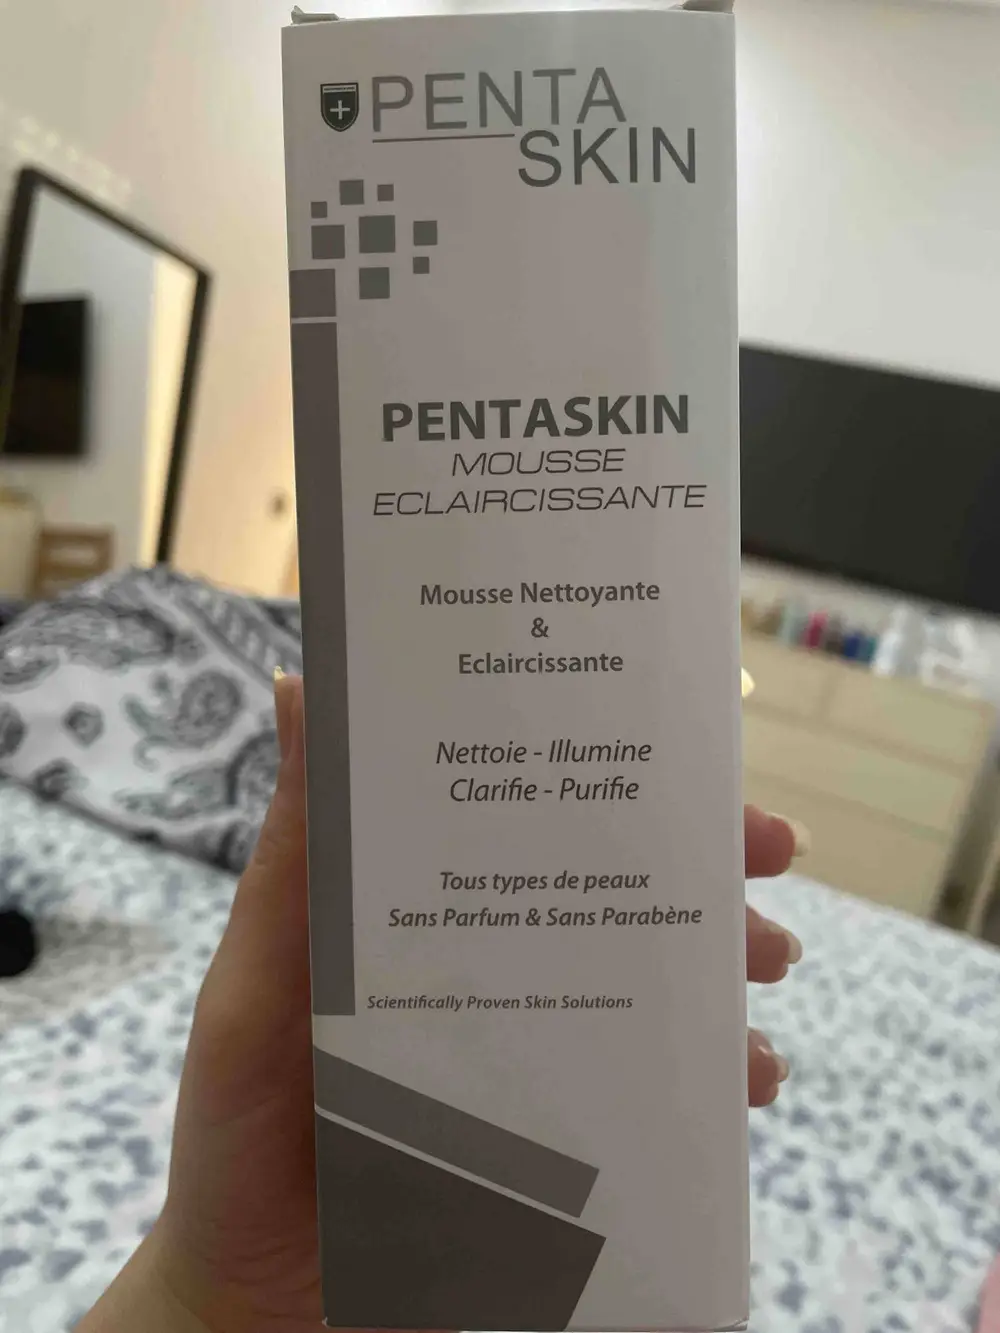 PENTA
SKIN
PENTASKIN
MOUSSE
ECLAIRCISSANTE
Mousse Nettoyante
&
Eclaircissante
Nettoie - Illumine
Clarifie - Purifie
Tous types de peaux
Sans Parfum & Sans Parabène
Scientifically Proven Skin Solutions